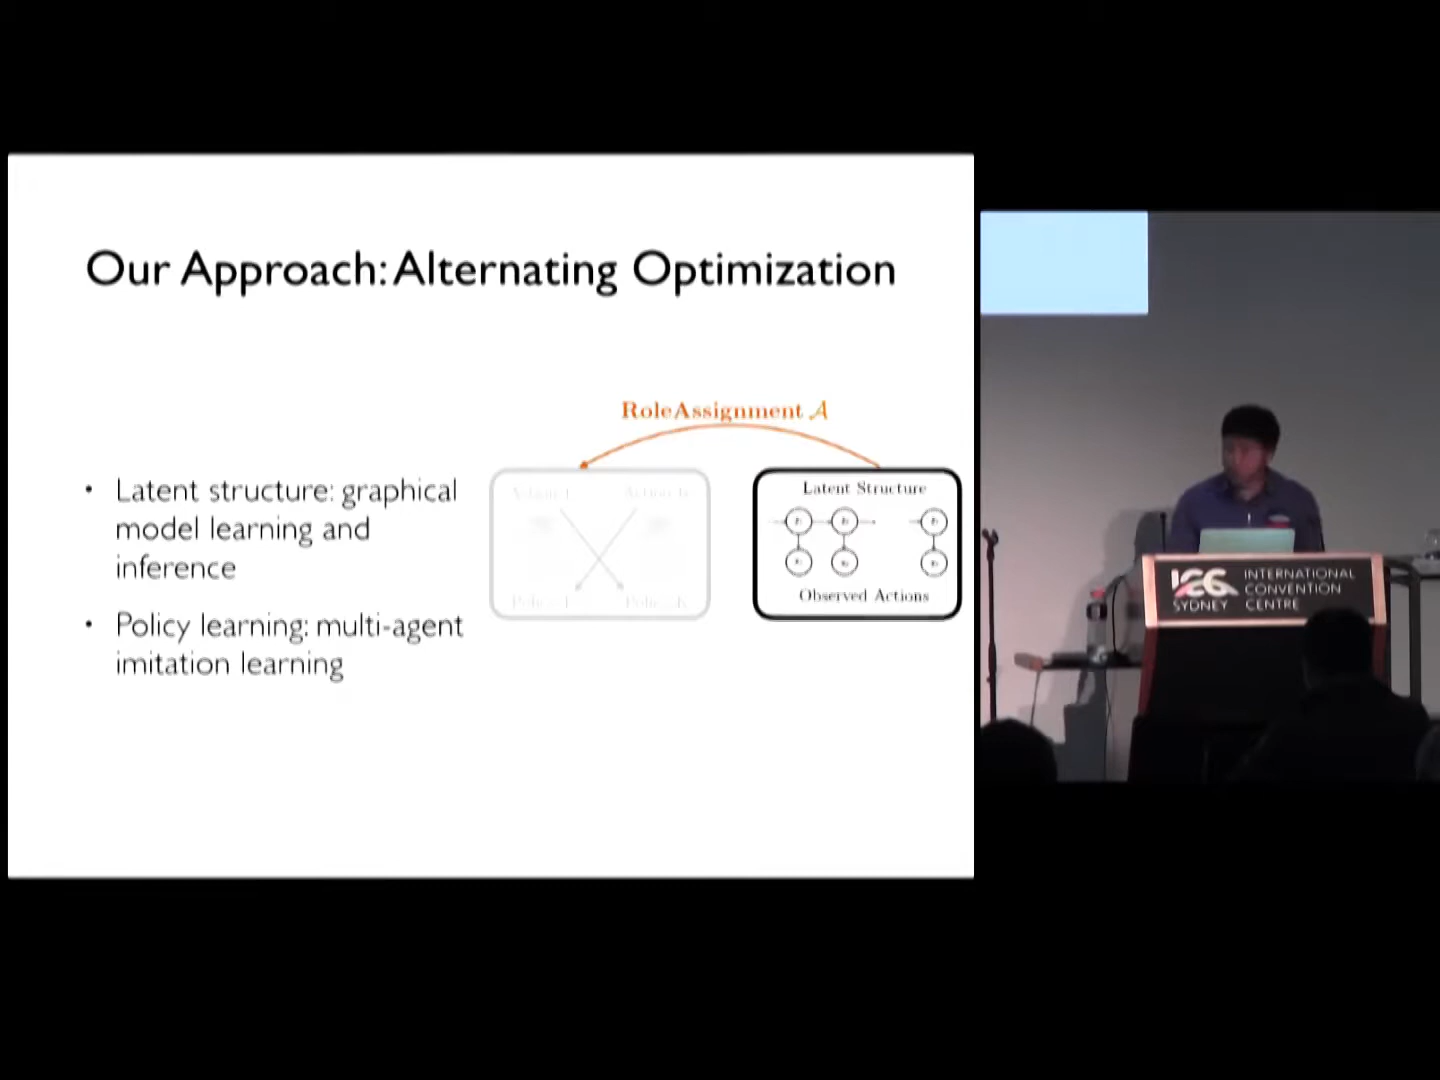 Our Approach: Alternating Optimization
RoleAssignment A
• Latent structure: graphical
model learning and
inference
• Policy learning: multi-agent
imitation learning
Latent Structure
Observed Actions
ICC
SYDNEY
INTERNATIONAL
CONVENTION
CENTRE